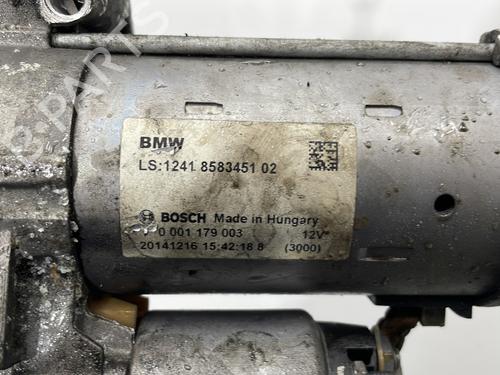 BMW
LS:1241 8583451 02
BOSCH Made in Hungary
0 001 179 003 12V
20141216 15:42:18 8 (3000)